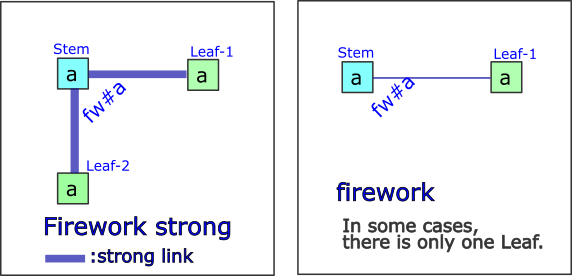 Stem
Leaf-1
a
a
fw#a
Leaf-2
a
Firework strong
:strong link
Stem
Leaf-1
a
a
fw#a
firework
In some cases,
there is only one Leaf.